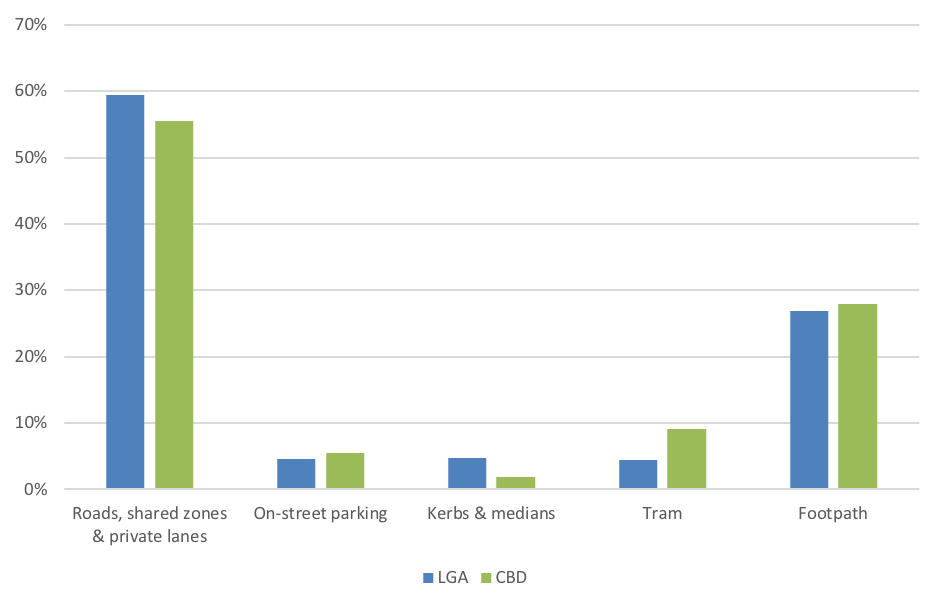 70%
60%
50%
40%
30%
20%
10%
0%
Roads, shared zones
& private lanes
On-street parking
Kerbs & medians
Tram
Footpath
LGA
CBD